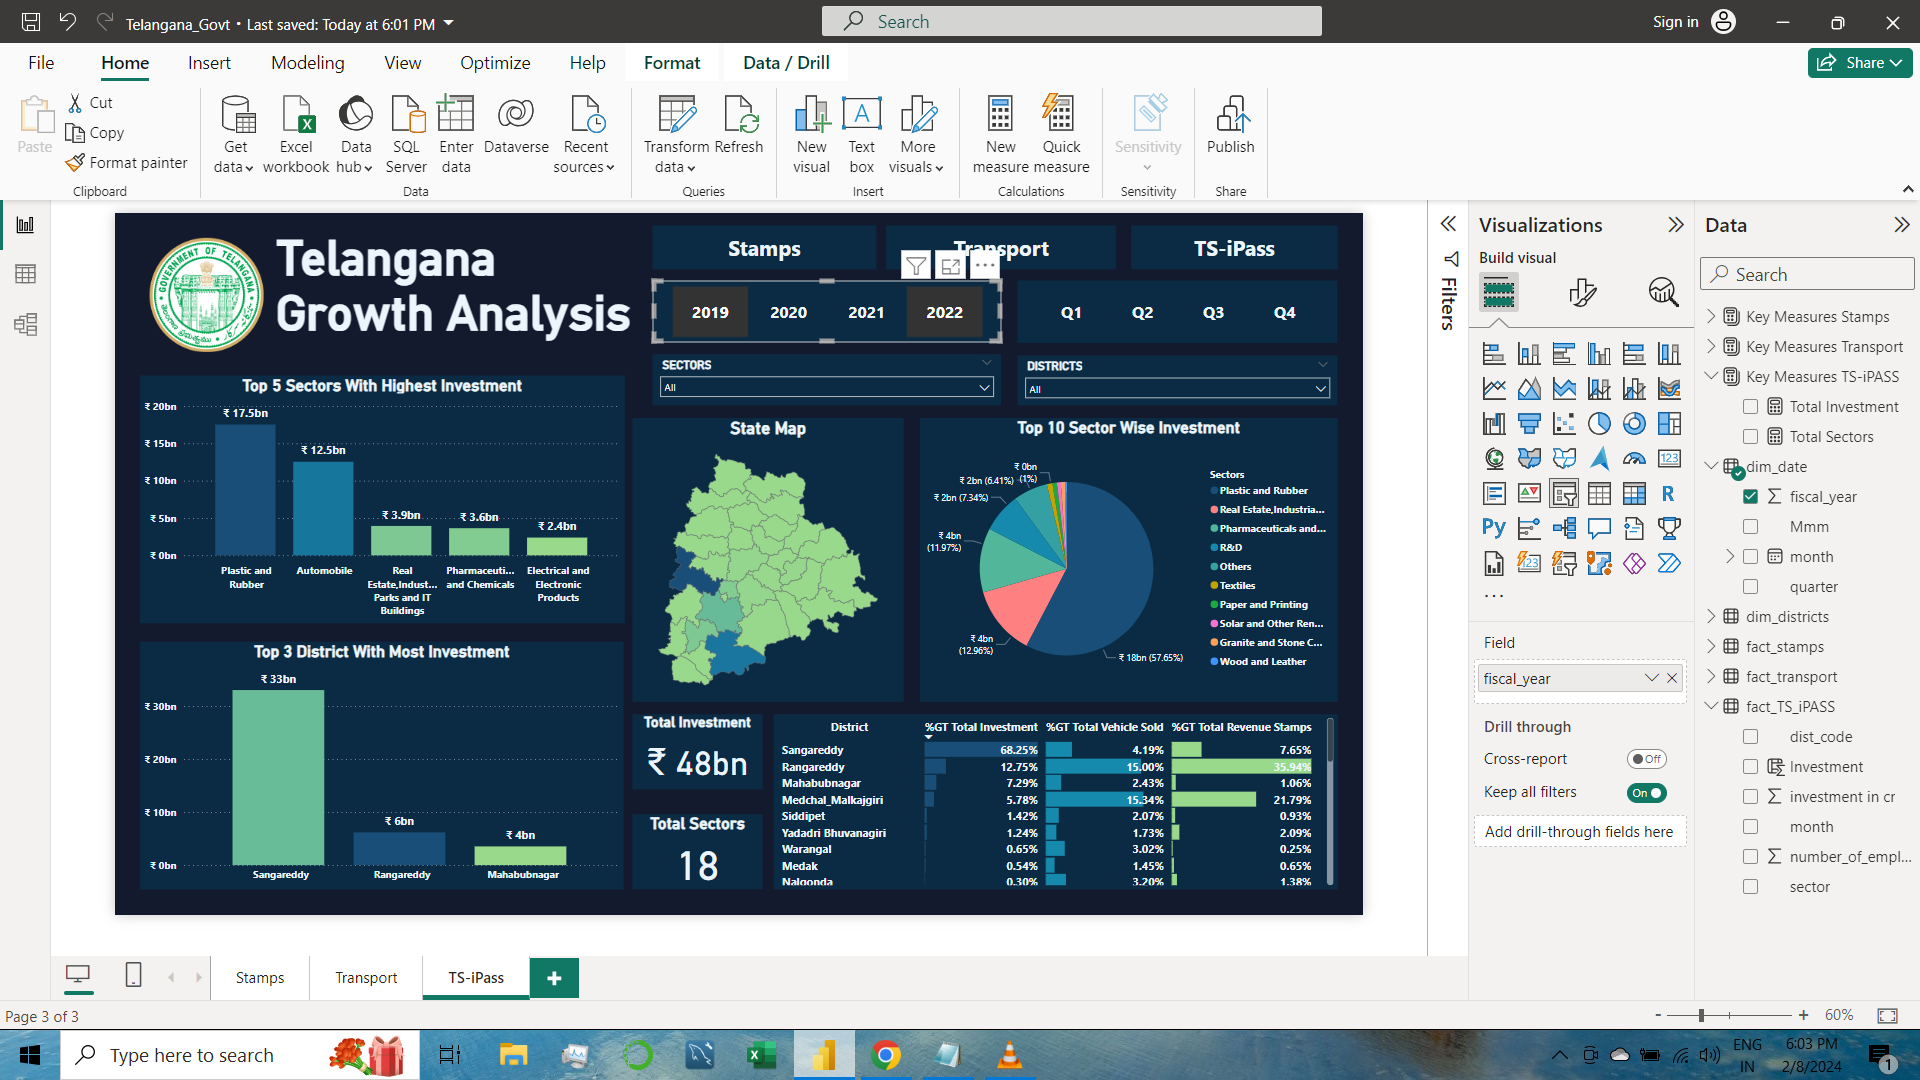 Telangana_Govt • Last saved: Today at 6:01 PM
Search
Sign in
File Home Insert Modeling View Optimize Help Format Data / Drill
Share
Paste
Cut
Copy
Format painter
Clipboard
Get data
Excel workbook
Data hub
SQL Server
Enter data
Dataverse
Recent sources
Data
Transform data
Refresh
Queries
New visual
Text box
More visuals
Insert
New measure
Quick measure
Calculations
Sensitivity
Sensitivity
Publish
Share
GOVERNMENT OF TELANGANA
Telangana
Growth Analysis
Stamps
Transport
TS-iPass
2019 2020 2021 2022
Q1 Q2 Q3 Q4
SECTORS
All
DISTRICTS
All
Top 5 Sectors With Highest Investment
₹ 20bn
₹ 15bn
₹ 10bn
₹ 5bn
₹ 0bn
₹ 17.5bn
₹ 12.5bn
₹ 3.9bn
₹ 3.6bn
₹ 2.4bn
Plastic and Rubber
Automobile
Real Estate,Indust... Parks and IT Buildings
Pharmaceuti... and Chemicals
Electrical and Electronic Products
State Map
Top 10 Sector Wise Investment
₹ 0bn (1%)
₹ 2bn (6.41%)
₹ 2bn (7.34%)
₹ 4bn (11.97%)
₹ 4bn (12.96%)
₹ 18bn (57.65%)
Sectors
Plastic and Rubber
Real Estate,Industria...
Pharmaceuticals and...
R&D
Others
Textiles
Paper and Printing
Solar and Other Ren...
Granite and Stone C...
Wood and Leather
Top 3 District With Most Investment
₹ 30bn
₹ 20bn
₹ 10bn
₹ 0bn
₹ 33bn
₹ 6bn
₹ 4bn
Sangareddy
Rangareddy
Mahabubnagar
Total Investment
₹ 48bn
Total Sectors
18
District %GT Total Investment %GT Total Vehicle Sold %GT Total Revenue Stamps
Sangareddy 68.25% 4.19% 7.65%
Rangareddy 12.75% 15.00% 35.94%
Mahabubnagar 7.29% 2.43% 1.06%
Medchal_Malkajgiri 5.78% 15.34% 21.79%
Siddipet 1.42% 2.07% 0.93%
Yadadri Bhuvanagiri 1.24% 1.73% 2.09%
Warangal 0.65% 3.02% 0.25%
Medak 0.54% 1.45% 0.65%
Nalgonda 0.30% 3.20% 1.38%
Filters
Visualizations
Build visual
123
R
Py
123
...
Field
fiscal_year
Drill through
Cross-report
Off
Keep all filters
On
Add drill-through fields here
Data
Search
Key Measures Stamps
Key Measures Transport
Key Measures TS-iPASS
Total Investment
Total Sectors
dim_date
fiscal_year
Mmm
month
quarter
dim_districts
fact_stamps
fact_transport
fact_TS_iPASS
dist_code
Investment
investment in cr
month
number_of_empl...
sector
Stamps
Transport
TS-iPass
Page 3 of 3
- + 60%
Type here to search
ENG
IN
6:03 PM
2/8/2024
1